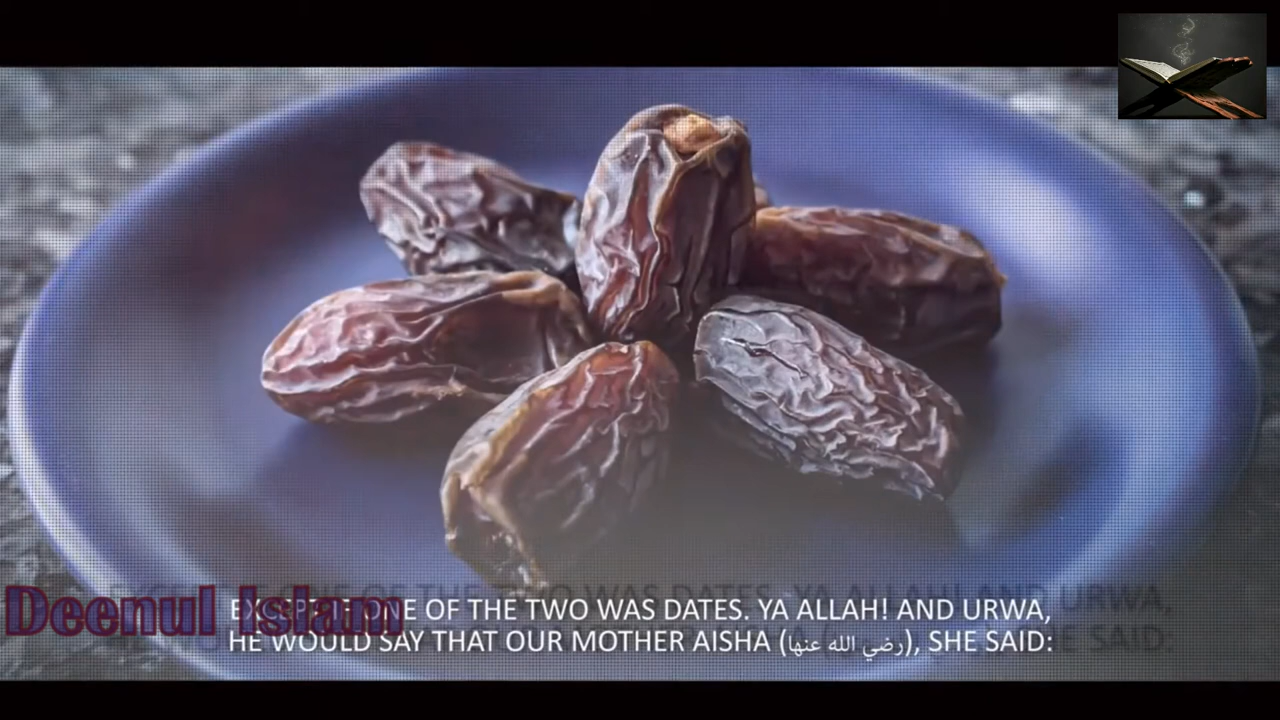 Deenul Islam
EXCEPT IF ONE OF THE TWO WAS DATES. YA ALLAH! AND URWA,
HE WOULD SAY THAT OUR MOTHER AISHA (رضي الله عنها), SHE SAID: